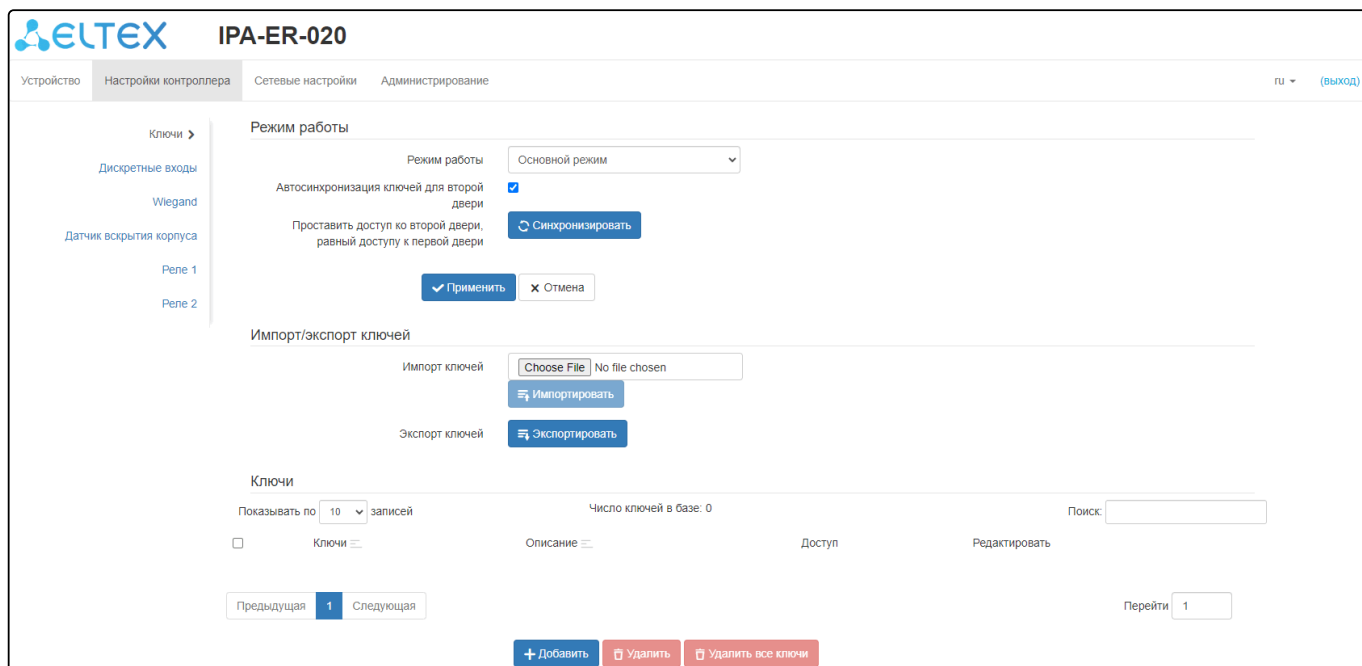 ELTEX IPA-ER-020
Устройство Настройки контроллера Сетевые настройки Администрирование ru (выход)
Ключи
Дискретные входы
Wiegand
Датчик вскрытия корпуса
Реле 1
Реле 2
Режим работы
Режим работы Основной режим
Автосинхронизация ключей для второй
двери
Проставить доступ ко второй двери,
равный доступу к первой двери
Синхронизировать
Применить Отмена
Импорт/экспорт ключей
Импорт ключей Choose File No file chosen
Импортировать
Экспорт ключей Экспортировать
Ключи
Показывать по 10 записей Число ключей в базе: 0 Поиск:
Ключи Описание Доступ Редактировать
Предыдущая 1 Следующая Перейти 1
Добавить Удалить Удалить все ключи